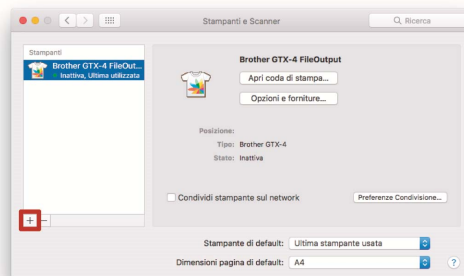 Stampanti e Scanner
Ricerca
Stampanti
Brother GTX-4 FileOut...
Inattiva, Ultima utilizzata
Brother GTX-4 FileOutput
Apri coda di stampa...
Opzioni e forniture...
Posizione:
Tipo: Brother GTX-4
Stato: Inattiva
Condividi stampante sul network
Preferenze Condivisione...
+ −
Stampante di default: Ultima stampante usata
Dimensioni pagina di default: A4
?